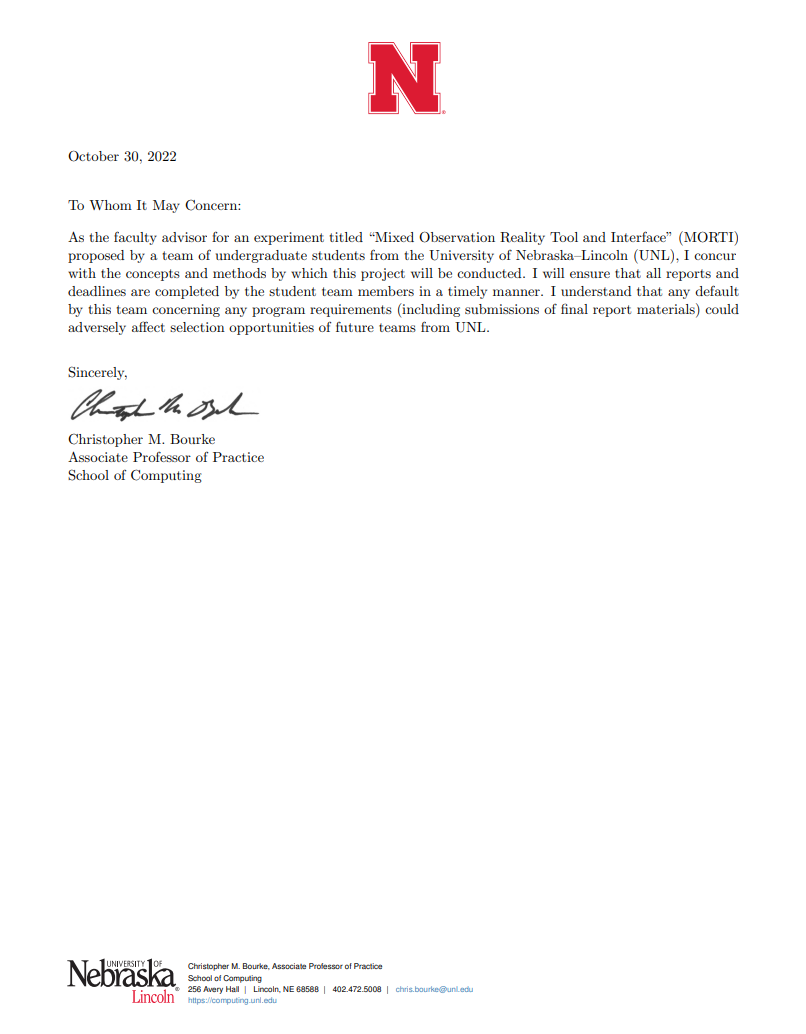 N
October 30, 2022
To Whom It May Concern:
As the faculty advisor for an experiment titled “Mixed Observation Reality Tool and Interface” (MORTI)
proposed by a team of undergraduate students from the University of Nebraska–Lincoln (UNL), I concur
with the concepts and methods by which this project will be conducted. I will ensure that all reports and
deadlines are completed by the student team members in a timely manner. I understand that any default
by this team concerning any program requirements (including submissions of final report materials) could
adversely affect selection opportunities of future teams from UNL.
Sincerely,
Christopher M. Bourke
Associate Professor of Practice
School of Computing
UNIVERSITY OF
Nebraska
Lincoln®
Christopher M. Bourke, Associate Professor of Practice
School of Computing
256 Avery Hall | Lincoln, NE 68588 | 402.472.5008 | chris.bourke@unl.edu
https://computing.unl.edu